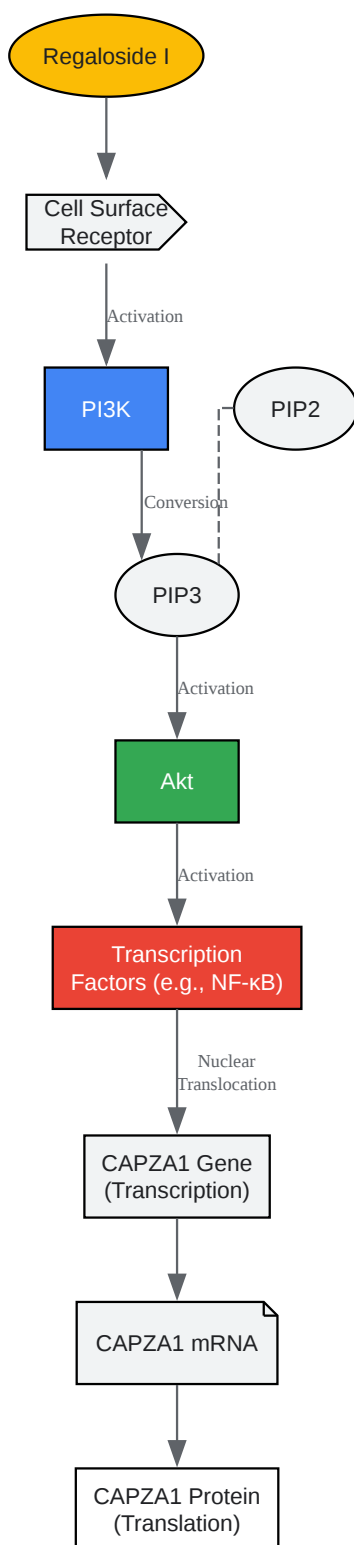 Regaloside I
Cell Surface
Receptor
Activation
PI3K
PIP2
Conversion
PIP3
Activation
Akt
Activation
Transcription
Factors (e.g., NF-κB)
Nuclear
Translocation
CAPZA1 Gene
(Transcription)
CAPZA1 mRNA
CAPZA1 Protein
(Translation)